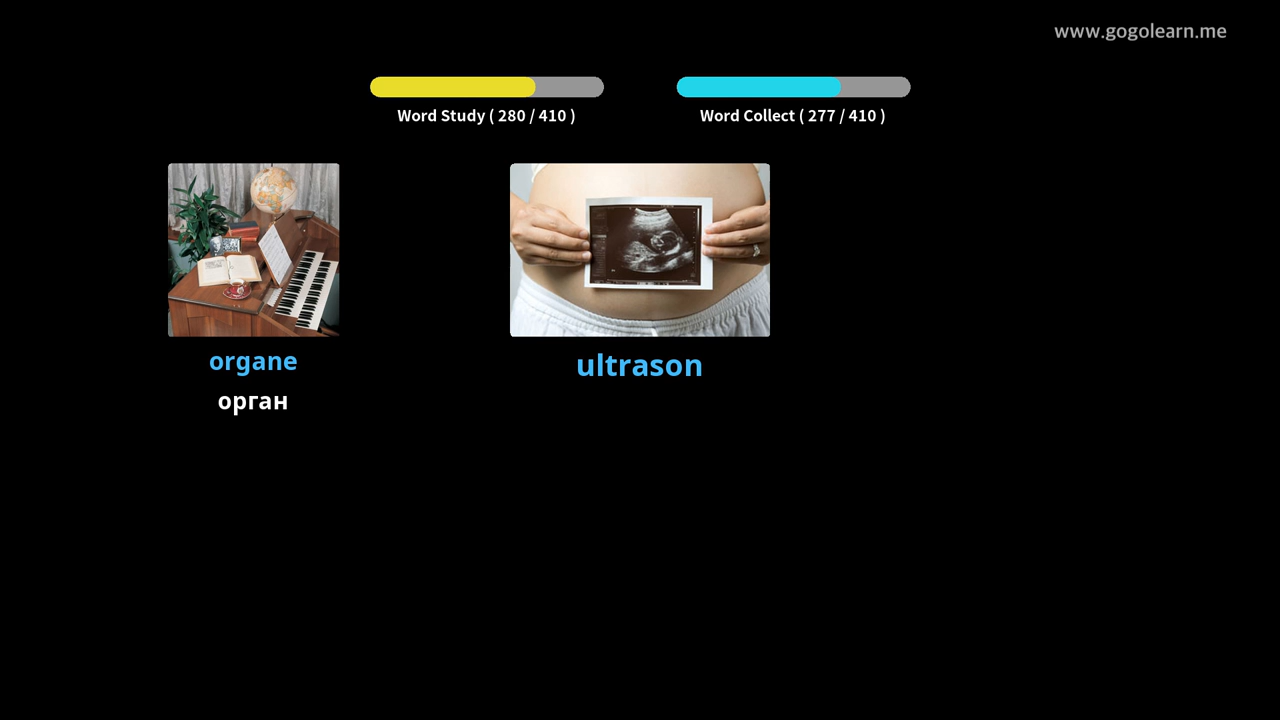 www.gogolearn.me
Word Study ( 280 / 410 )
Word Collect ( 277 / 410 )
organe
орган
ultrason